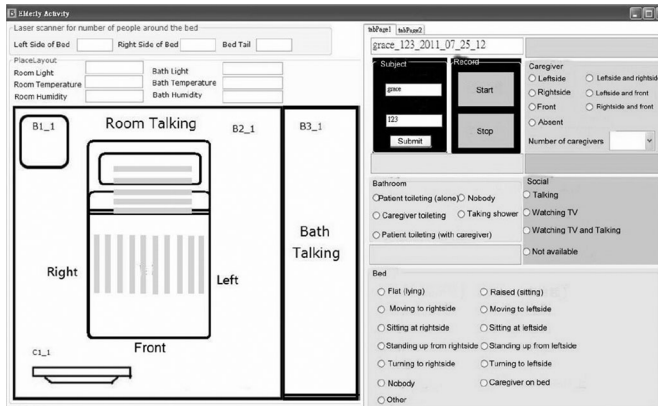 Elderly Activity
Laser scanner for number of people around the bed
Left Side of Bed Right Side of Bed Bed Tail
PlaceLayout
Room Light Bath Light
Room Temperature Bath Temperature
Room Humidity Bath Humidity
B1_1 Room Talking B2_1 B3_1
Bath
Talking
Right Left
Front
C1_1
tabPage1 tabPage2
grace_123_2011_07_25_12
Subject
grace
123
Submit
Record
Start
Stop
Caregiver
Leftside Leftside and rightside
Rightside Leftside and front
Front Rightside and front
Absent
Number of caregivers
Bathroom
Patient toileting (alone) Nobody
Caregiver toileting Taking shower
Patient toileting (with caregiver)
Social
Talking
Watching TV
Watching TV and Talking
Not available
Bed
Flat (lying) Raised (sitting)
Moving to rightside Moving to leftside
Sitting at rightside Sitting at leftside
Standing up from rightside Standing up from leftside
Turning to rightside Turning to leftside
Nobody Caregiver on bed
Other